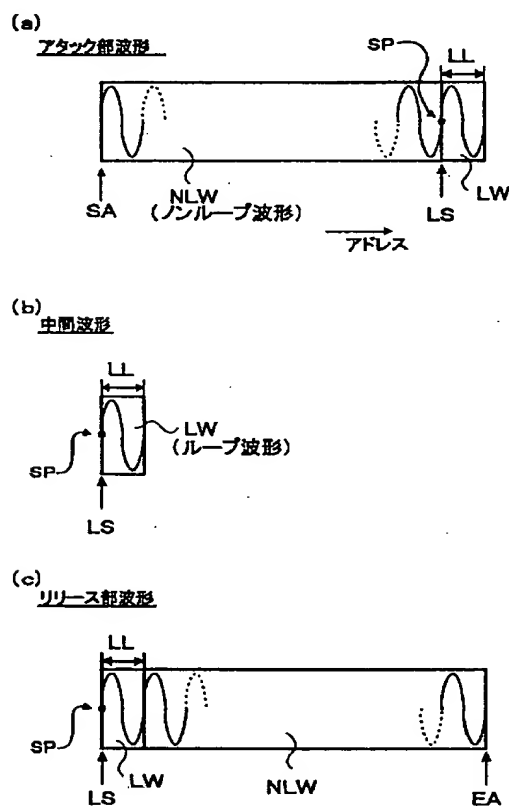 (a)
アタック部波形
SP
LL
SA
NLW
(ノンループ波形)
LS
LW
アドレス
(b)
中間波形
LL
LW
(ループ波形)
SP
LS
(c)
リリース部波形
LL
SP
LW
LS
NLW
EA